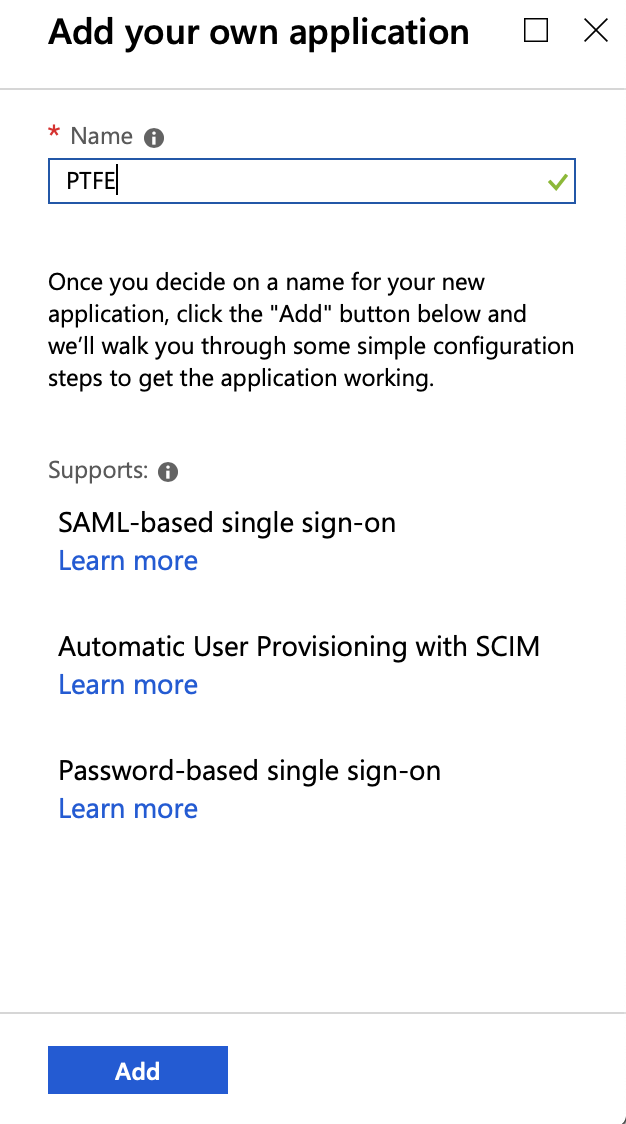 Add your own application
* Name
PTFE
Once you decide on a name for your new
application, click the "Add" button below and
we’ll walk you through some simple configuration
steps to get the application working.
Supports:
SAML-based single sign-on
Learn more
Automatic User Provisioning with SCIM
Learn more
Password-based single sign-on
Learn more
Add